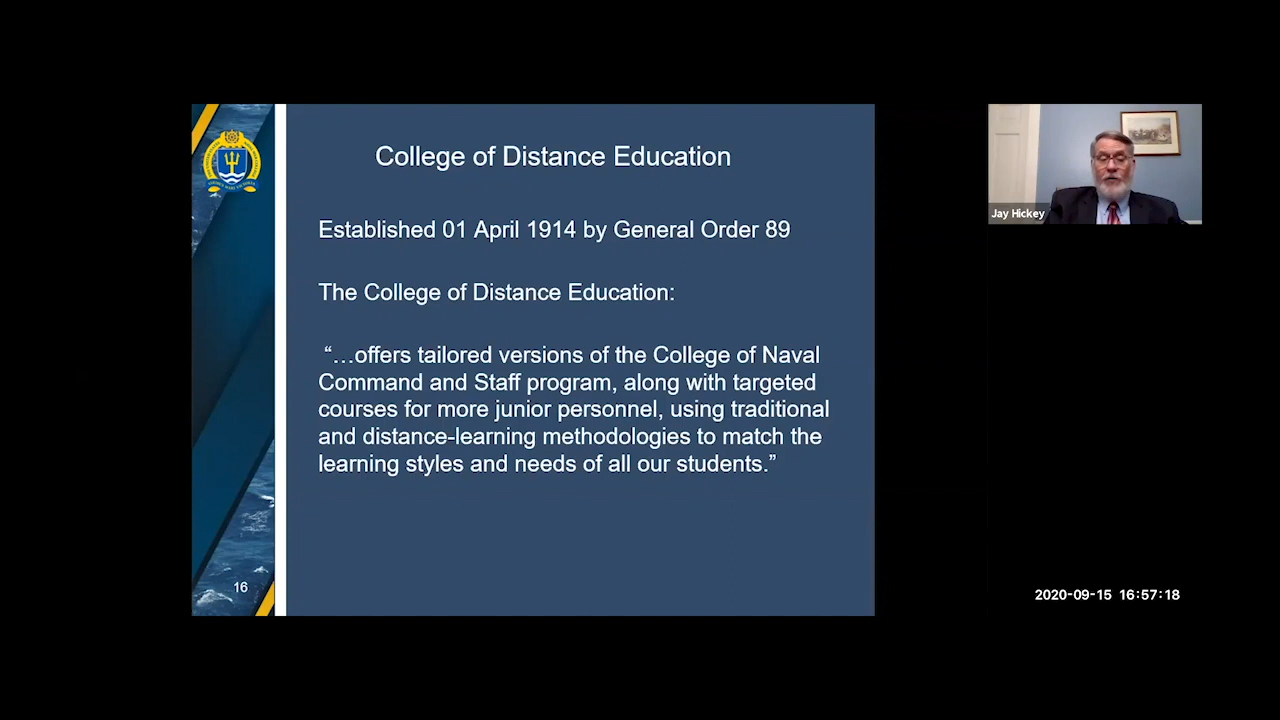 College of Distance Education
Established 01 April 1914 by General Order 89
The College of Distance Education:
“…offers tailored versions of the College of Naval
Command and Staff program, along with targeted
courses for more junior personnel, using traditional
and distance-learning methodologies to match the
learning styles and needs of all our students.”
16
Jay Hickey
2020-09-15 16:57:18